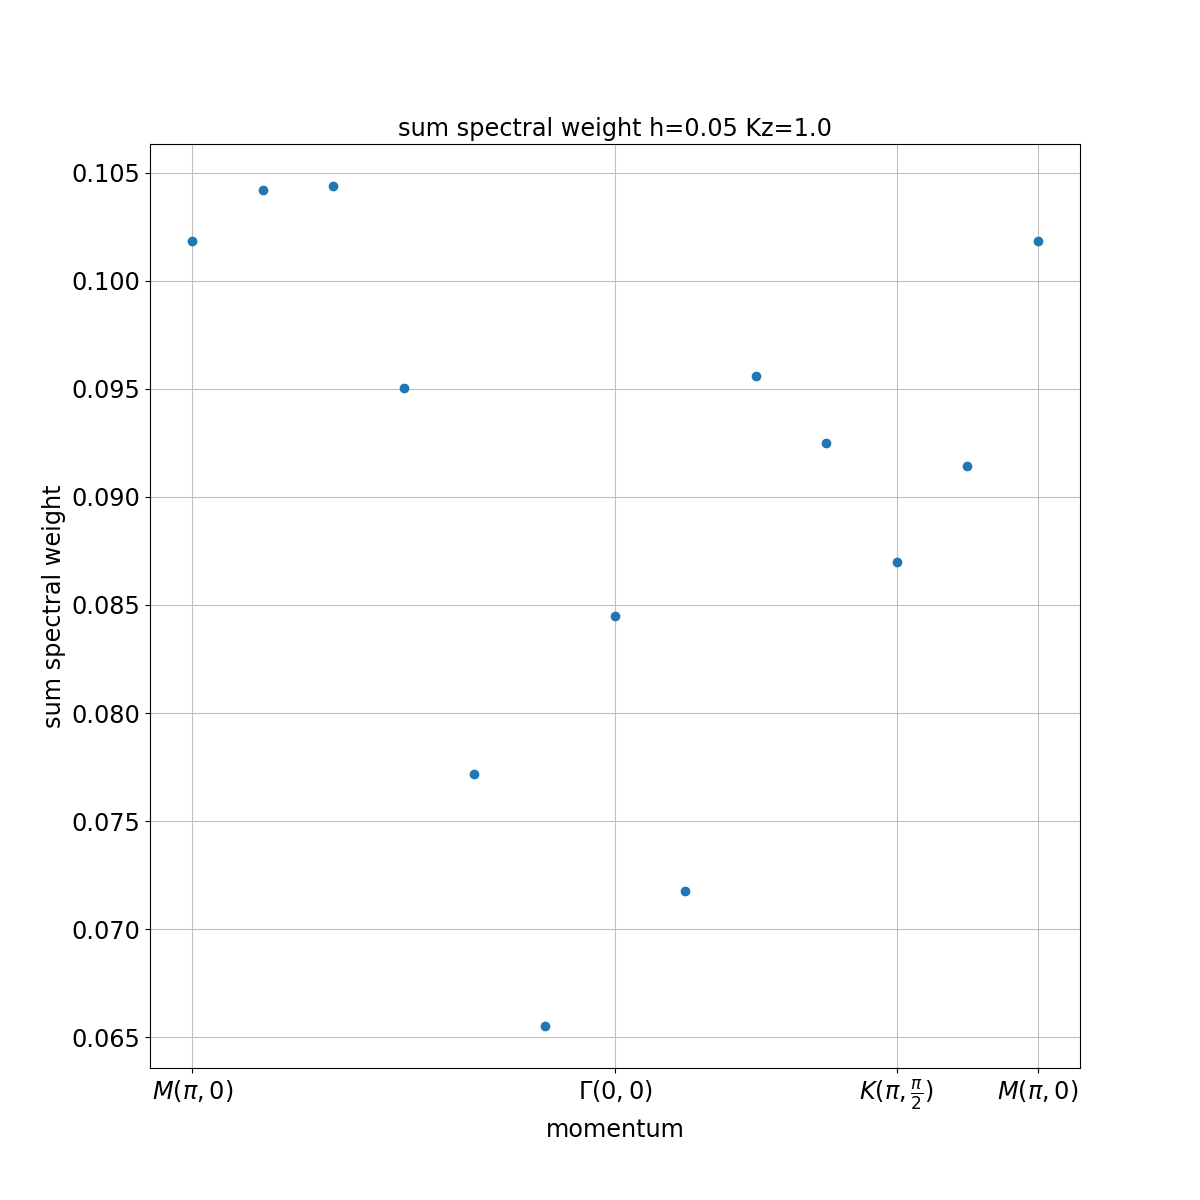 sum spectral weight h=0.05 Kz=1.0
0.105
0.100
0.095
0.090
0.085
0.080
0.075
0.070
0.065
sum spectral weight
M(π, 0) Γ(0, 0) K(π, π/2) M(π, 0)
momentum